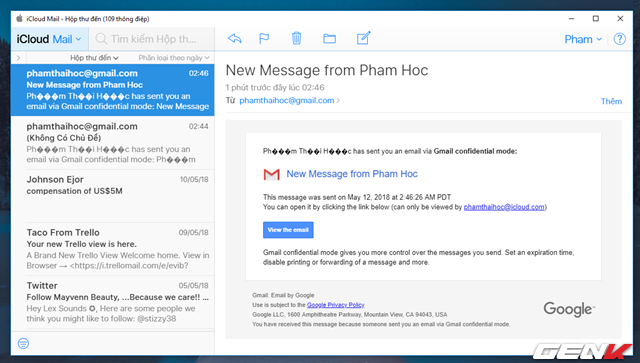 iCloud Mail - Hộp thư đến (109 thông điệp)
iCloud Mail
Tìm kiếm Hộp th...
Pham
?
Hộp thư đến
Phân loại theo ngày
phamthaihoc@gmail.com 02:46
New Message from Pham Hoc
Ph���m Th��i H���c has sent you an
email via Gmail confidential mode: New Message
phamthaihoc@gmail.com 02:44
(Không Có Chủ Đề)
Ph���m Th��i H���c has sent you an
email via Gmail confidential mode: Ph���m
Johnson Ejor 10/05/18
compensation of US$5M
Taco From Trello 09/05/18
Your new Trello view is here.
A Brand New Trello View Welcome home. View in
Browser → <https://i.trellomail.com/e/evib?
Twitter 05/05/18
Follow Mayvenn Beauty, ...Because we care!! ..
Hey Lex Sounds ✪, Here are some people we
think you might like to follow: @stizzy38
New Message from Pham Hoc
1 phút trước đây lúc 02:46
Từ phamthaihoc@gmail.com
Thêm
Ph���m Th��i H���c has sent you an email via Gmail confidential mode:
New Message from Pham Hoc
This message was sent on May 12, 2018 at 2:46:26 AM PDT
You can open it by clicking the link below (can only be viewed by phamthaihoc@icloud.com)
View the email
Gmail confidential mode gives you more control over the messages you send. Set an expiration time,
disable printing or forwarding of a message and more.
Gmail: Email by Google
Use is subject to the Google Privacy Policy
Google LLC, 1600 Amphitheatre Parkway, Mountain View, CA 94043, USA
You have received this message because someone sent you an email via Gmail confidential mode.
Google
GENK